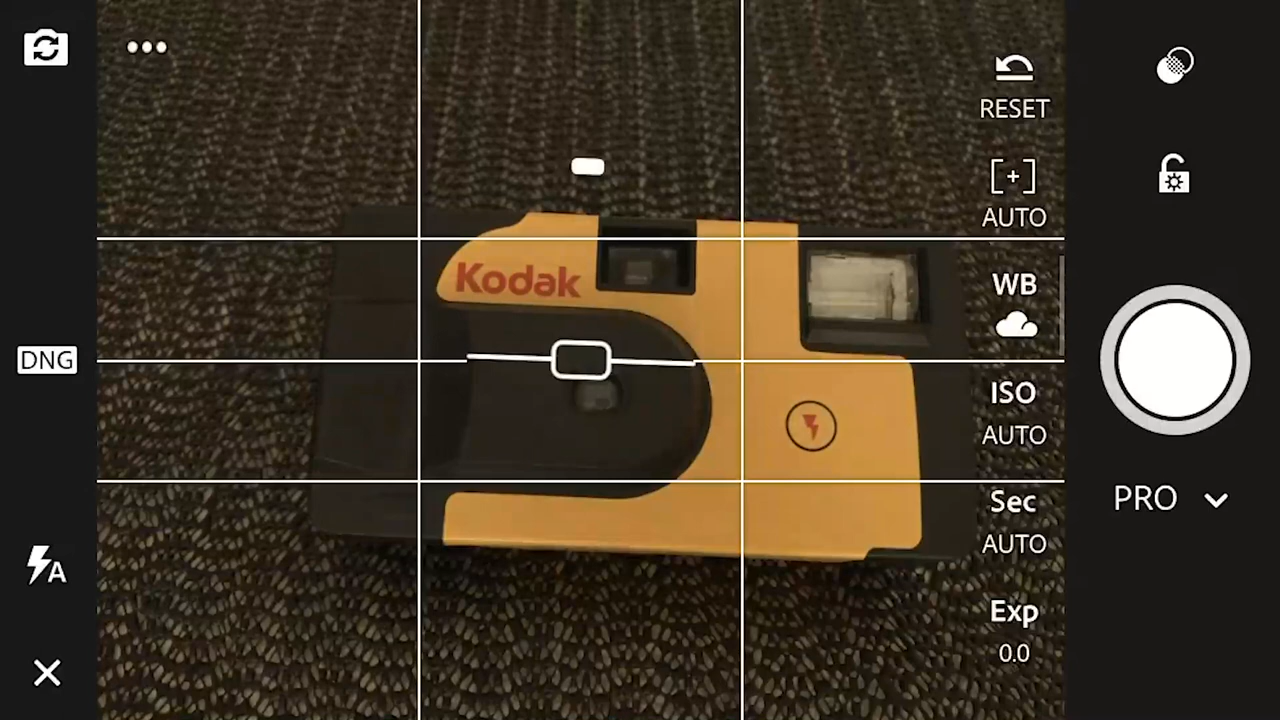 RESET
AUTO
WB
ISO
AUTO
Sec
AUTO
Exp
0.0
DNG
A
PRO
Kodak